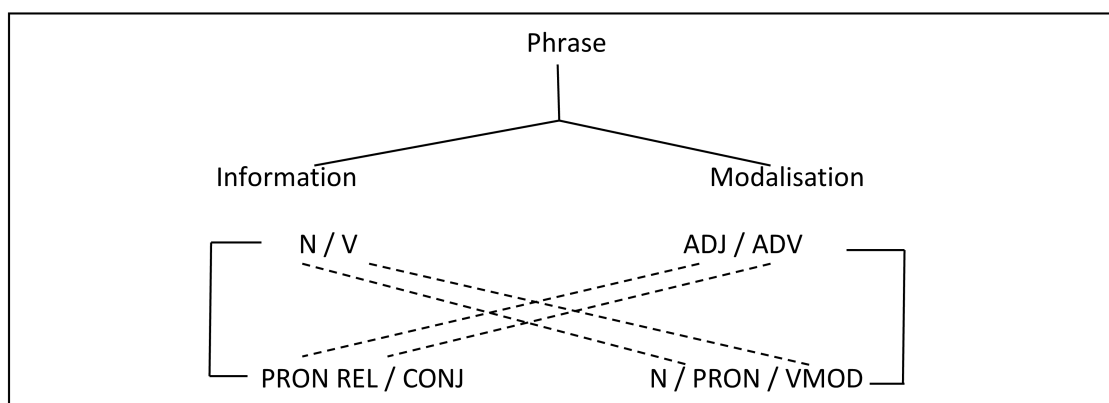 Phrase
Information Modalisation
N / V ADJ / ADV
PRON REL / CONJ N / PRON / VMOD